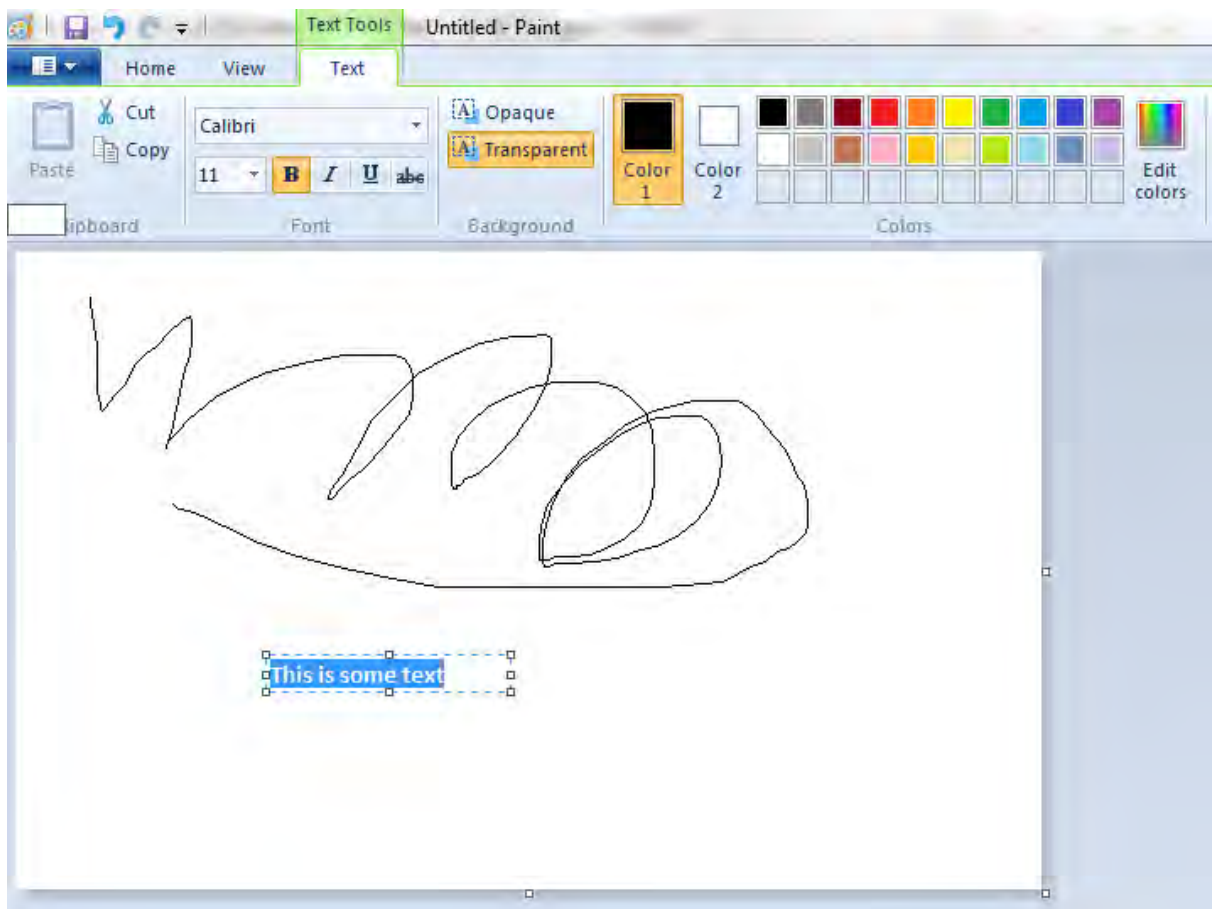 Text Tools Untitled - Paint
Home View Text
Cut
Copy
Paste
Clipboard
Calibri
11 B I U abc
Font
Opaque
Transparent
Background
Color 1
Color 2
Edit colors
Colors
This is some text